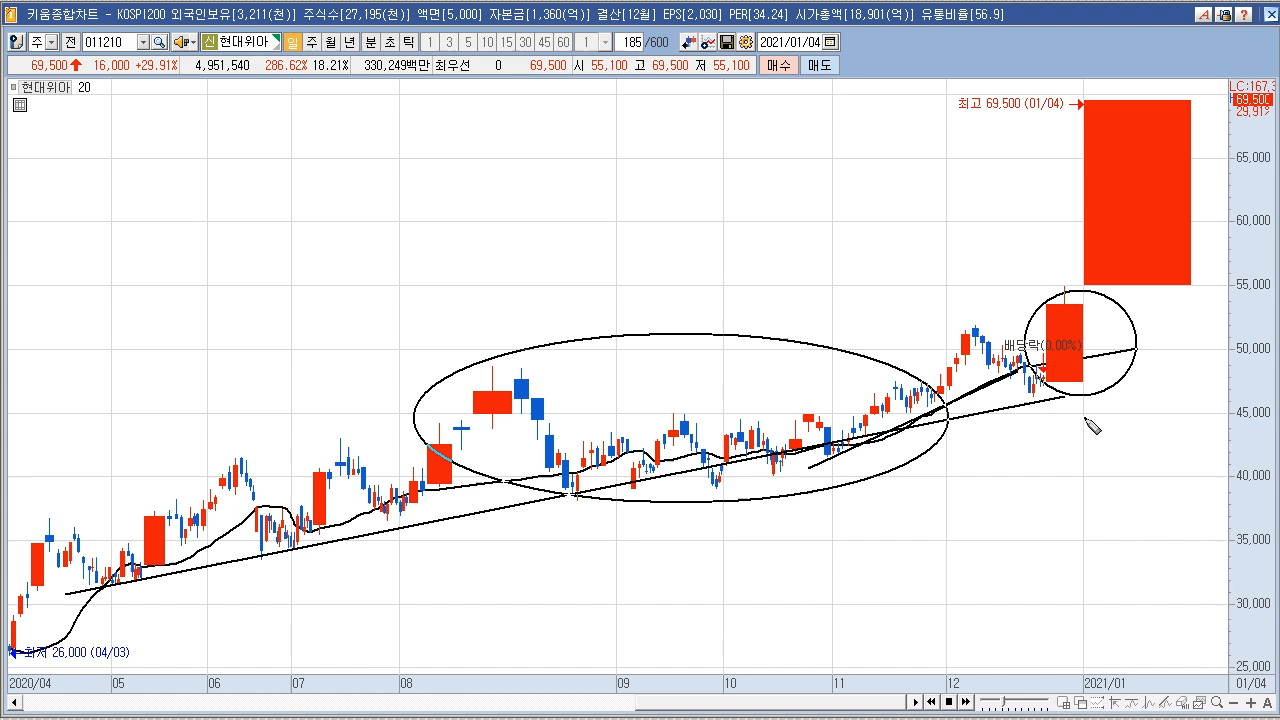 키움종합차트 - KOSPI200 외국인보유[3,211(천)] 주식수[27,195(천)] 액면[5,000] 자본금[1,360(억)] 결산[12월] EPS[2,030] PER[34.24] 시가총액[18,901(억)] 유동비율[56.9]
주 전 011210 신 현대위아 일 주 월 년 분 초 틱 1 3 5 10 15 30 45 60 1 185 /600 2021/01/04
69,500 16,000 +29.91% 4,951,540 286.62% 18.21% 330,249백만 최우선 0 69,500 시 55,100 고 69,500 저 55,100 매수 매도
현대위아 20
최고 69,500 (01/04)
69,500
29.91%
65,000
60,000
55,000
50,000
45,000
40,000
35,000
30,000
25,000
배당락(0.00%)
최저 26,000 (04/03)
2020/04 05 06 07 08 09 10 11 12 2021/01 01/04